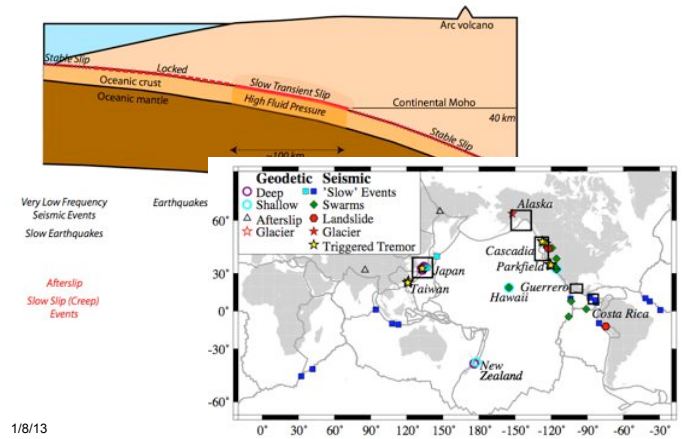 Arc volcano
Stable Slip
Locked
Slow Transient Slip
Oceanic crust
High Fluid Pressure
Continental Moho
Oceanic mantle
40 km
Stable Slip
~100 km
Very Low Frequency
Seismic Events
Earthquakes
Slow Earthquakes
Afterslip
Slow Slip (Creep)
Events
Geodetic Seismic
Deep 'Slow' Events
Shallow Swarms
Afterslip Landslide
Glacier Glacier
Triggered Tremor
Alaska
Cascadia
Parkfield
Japan
Taiwan
Guerrero
Hawaii
Costa Rica
New
Zealand
60°
30°
0°
-30°
-60°
0° 30° 60° 90° 120° 150° 180° -150° -120° -90° -60° -30°
1/8/13